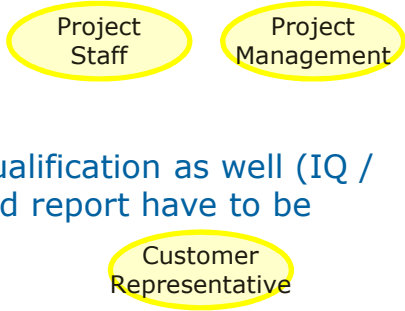 Project
Staff
Project
Management
ualification as well (IQ /
d report have to be
Customer
Representative